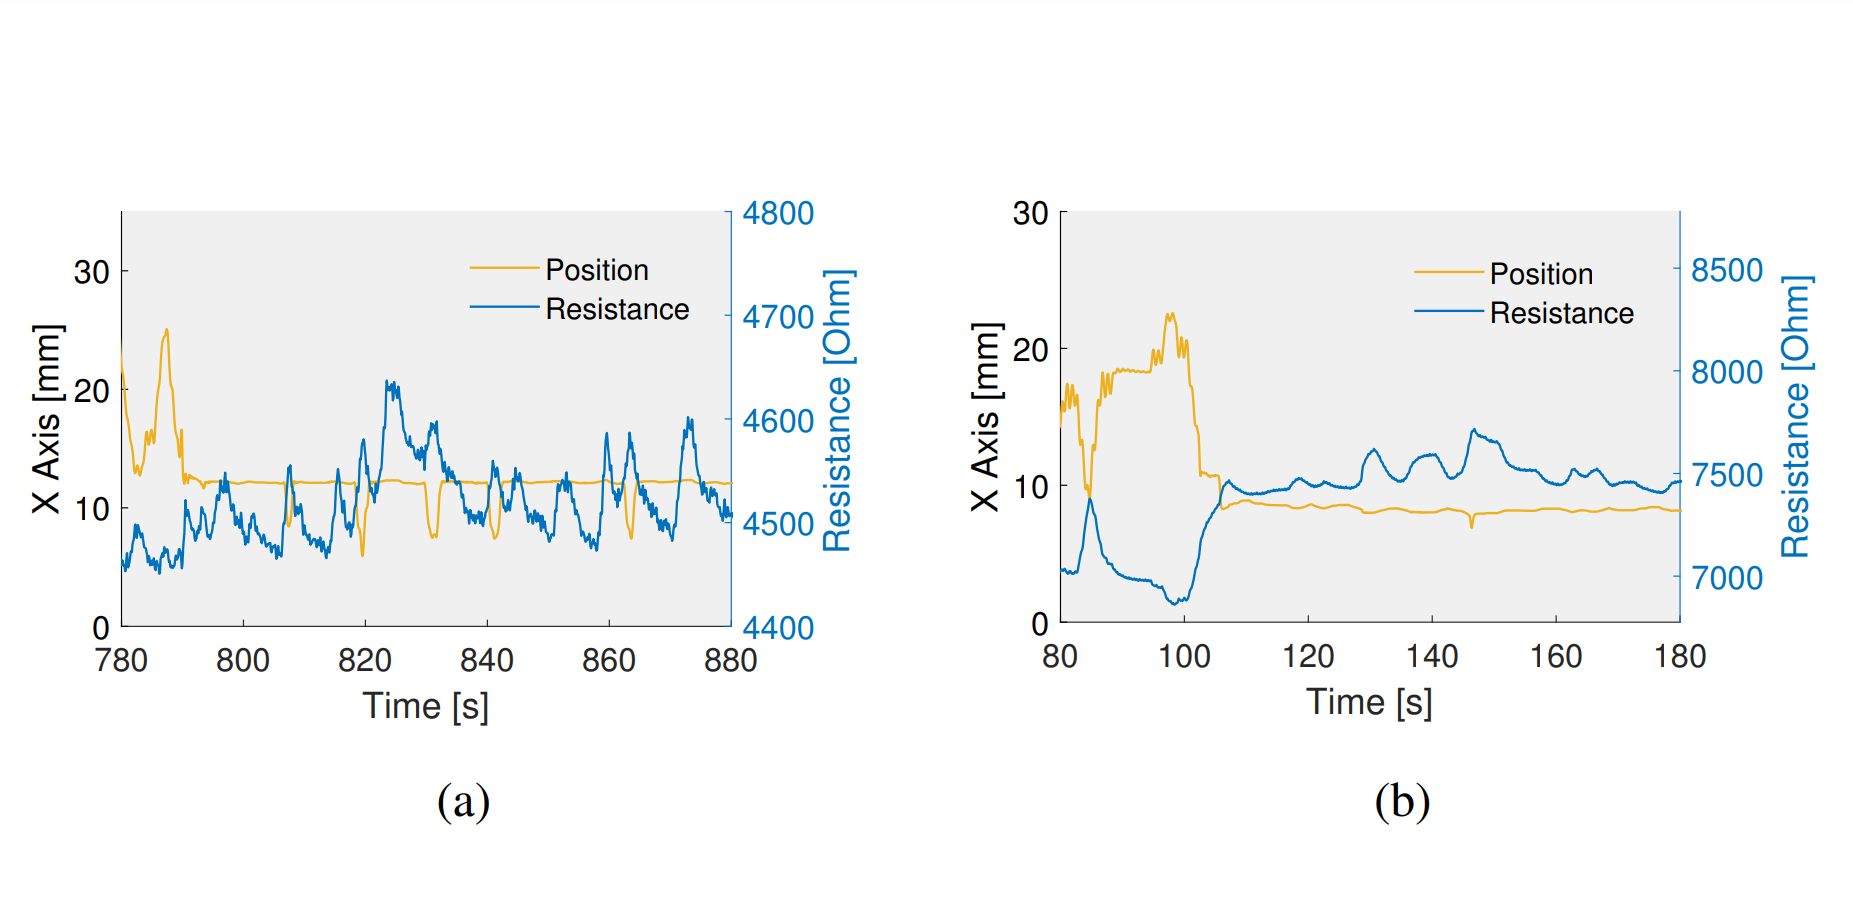 4800
30
4700
20
4600
10
4500
0
4400
X Axis [mm]
Resistance [Ohm]
Position
Resistance
780 800 820 840 860 880
Time [s]
(a)
30
8500
20
8000
10
7500
7000
0
X Axis [mm]
Resistance [Ohm]
Position
Resistance
80 100 120 140 160 180
Time [s]
(b)